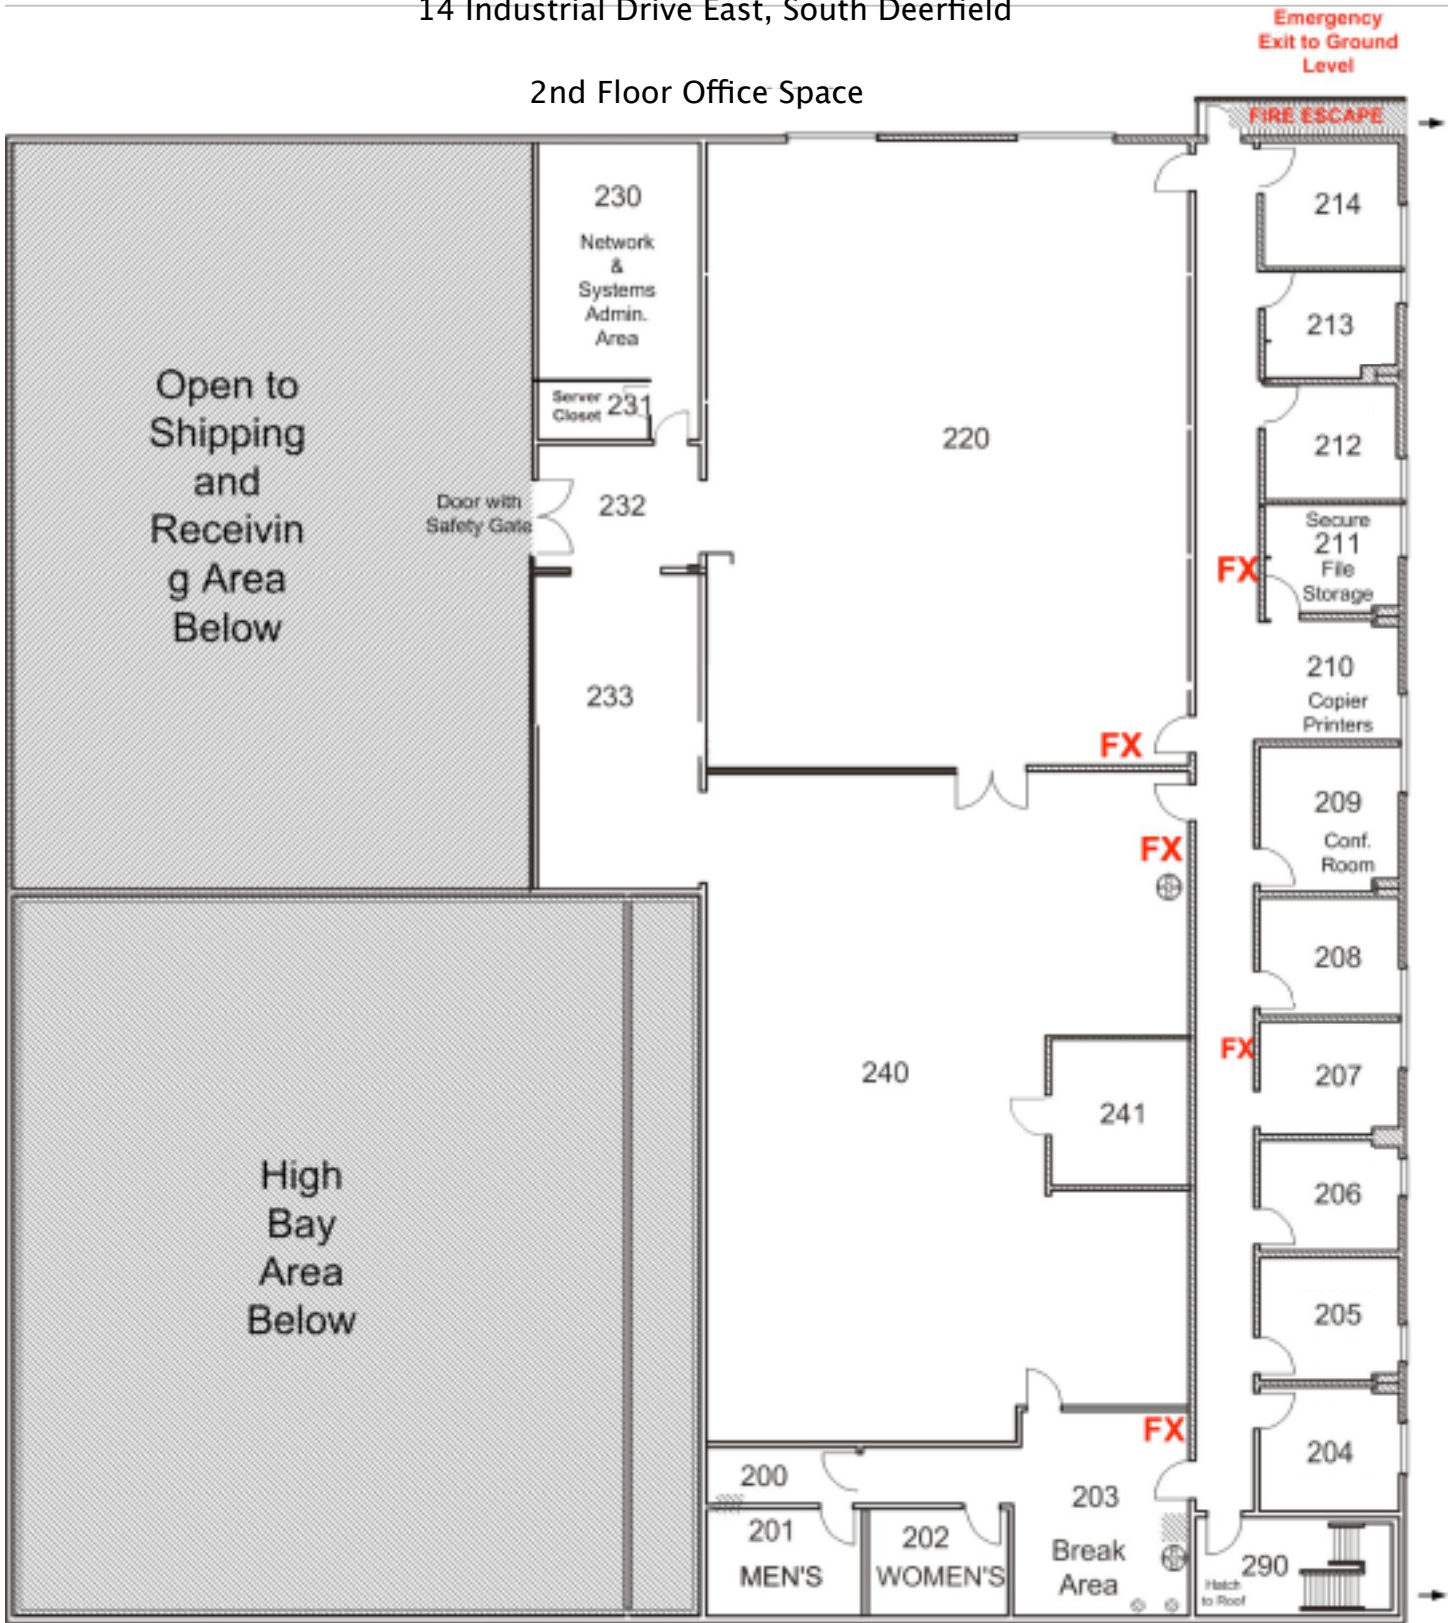 14 Industrial Drive East, South Deerfield
2nd Floor Office Space
Emergency
Exit to Ground
Level
FIRE ESCAPE
230
Network
&
Systems
Admin.
Area
Server
Closet
231
Door with
Safety Gate
232
233
Open to
Shipping
and
Receivin
g Area
Below
High
Bay
Area
Below
220
FX
FX
240
241
FX
214
213
212
FX
Secure
211
File
Storage
210
Copier
Printers
209
Conf.
Room
208
FX
207
206
205
204
200
201
MEN'S
202
WOMEN'S
203
Break
Area
290
Hatch
to Roof